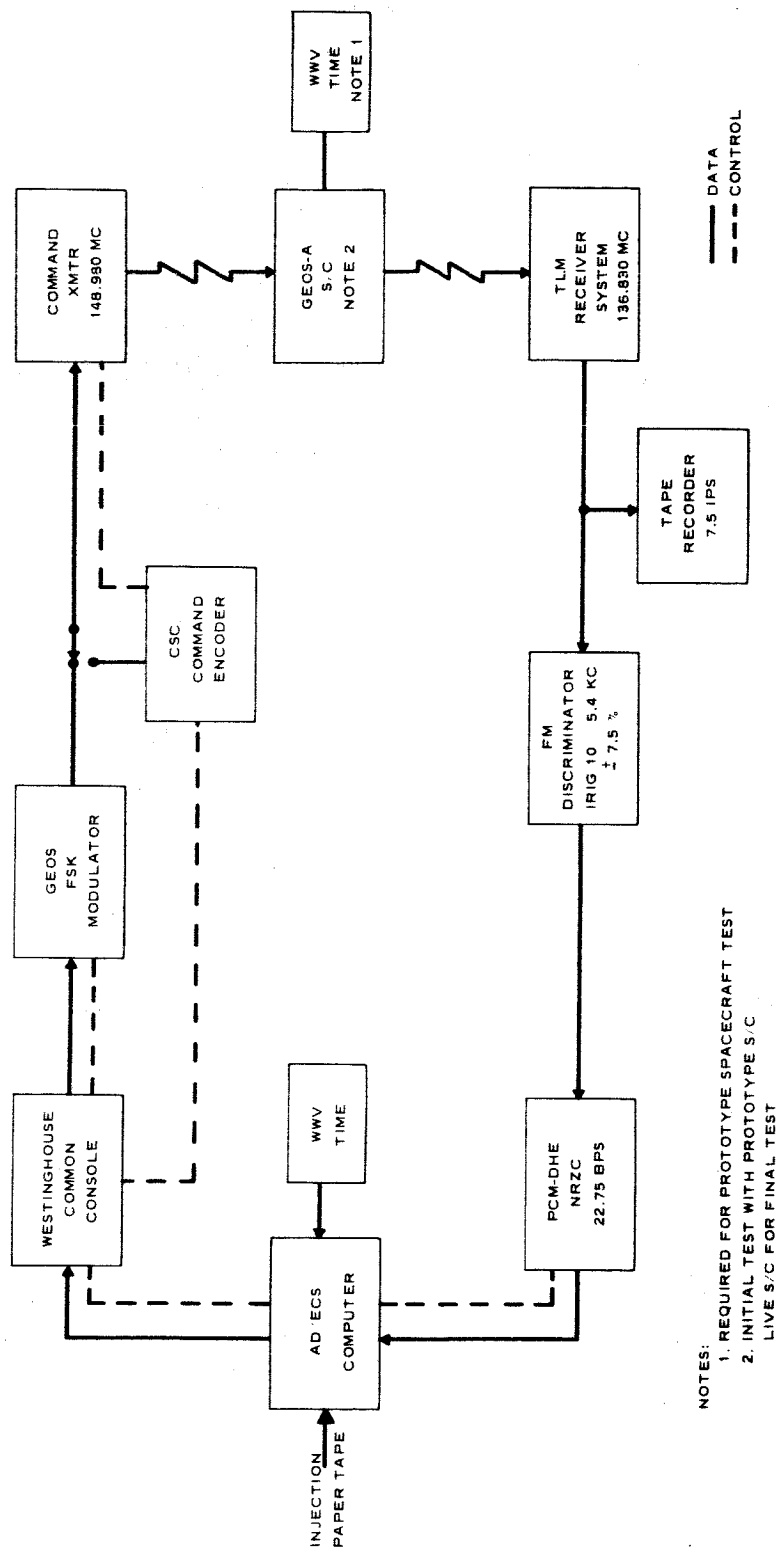 INJECTION
PAPER TAPE
AD/ECS
COMPUTER
WWV
TIME
WESTINGHOUSE
COMMON
CONSOLE
GEOS
FSK
MODULATOR
CSC
COMMAND
ENCODER
COMMAND
XMTR
148.980 MC
GEOS-A
S/C
NOTE 2
WWV
TIME
NOTE 1
TLM
RECEIVER
SYSTEM
136.830 MC
TAPE
RECORDER
7.5 IPS
FM
DISCRIMINATOR
IRIG 10 5.4 KC
± 7.5 %
PCM-DHE
NRZC
22.75 BPS
DATA
CONTROL
NOTES:
1. REQUIRED FOR PROTOTYPE SPACECRAFT TEST
2. INITIAL TEST WITH PROTOTYPE S/C
LIVE S/C FOR FINAL TEST